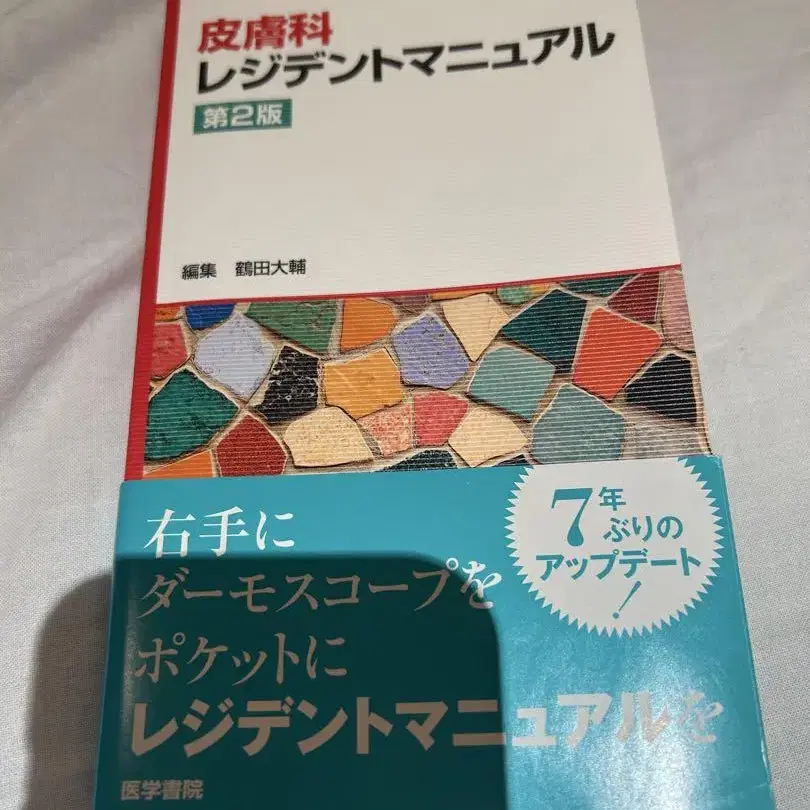 皮膚科
レジデントマニュアル
第2版
編集 鶴田大輔
7年
ぶりの
アップデート
!
右手に
ダーモスコープを
ポケットに
レジデントマニュアルを
医学書院